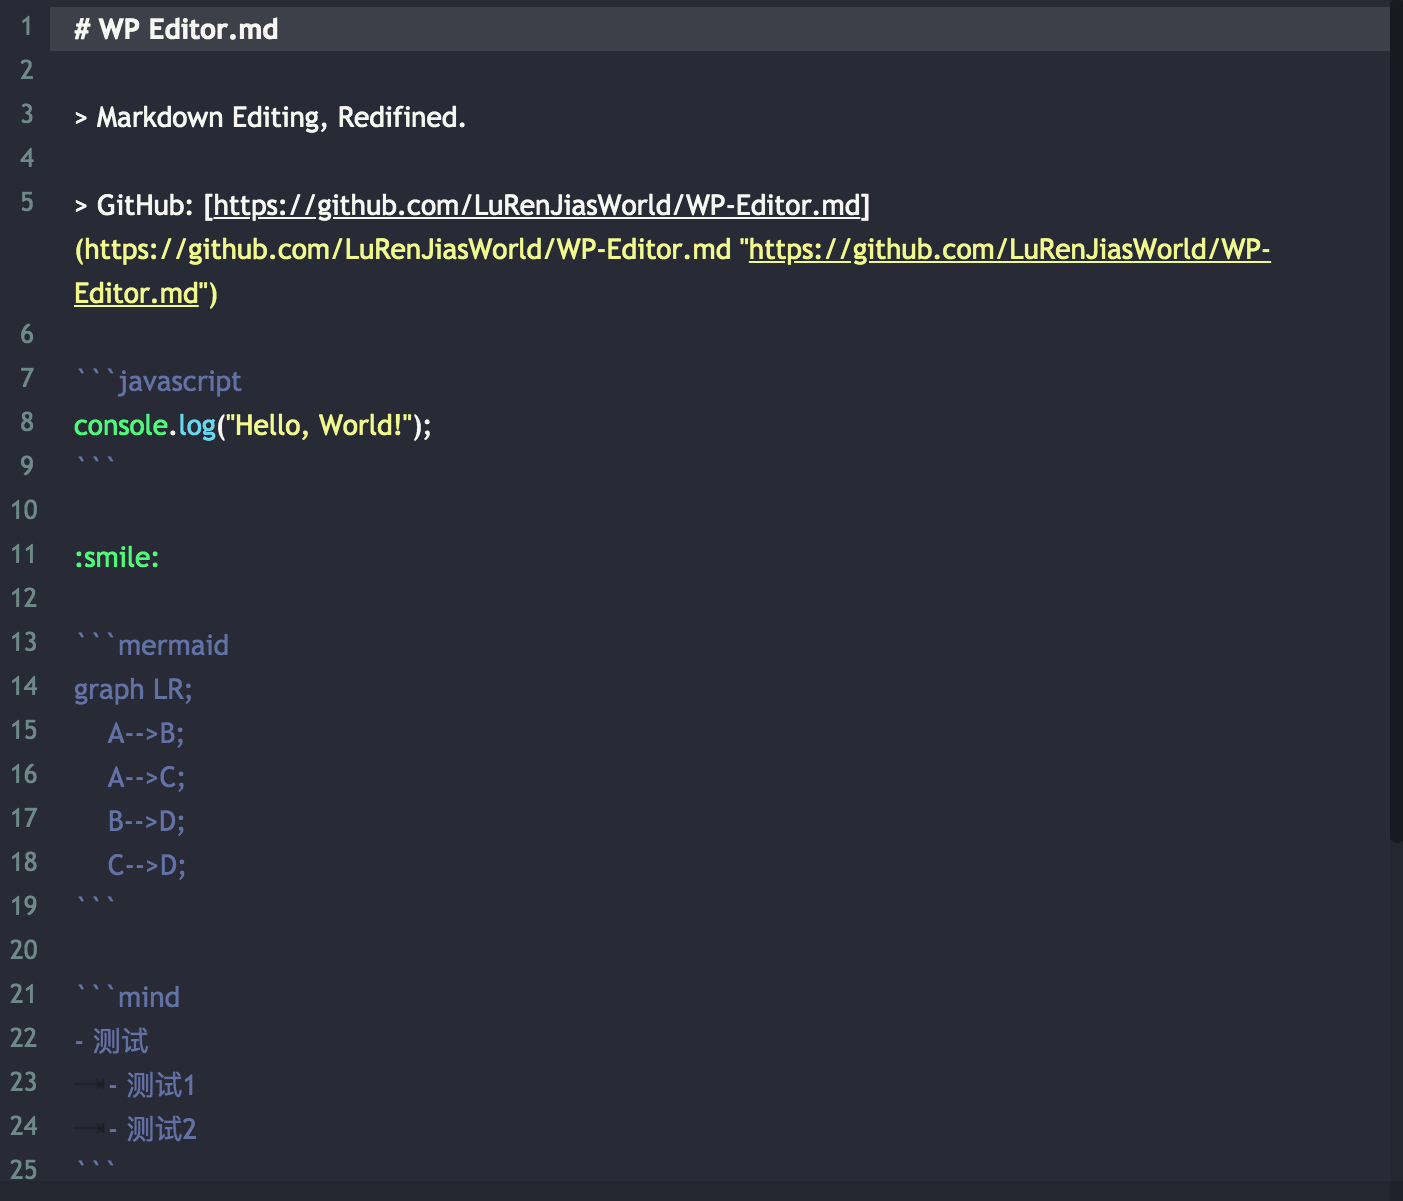 1 # WP Editor.md
2
3 > Markdown Editing, Redifined.
4
5 > GitHub: [https://github.com/LuRenJiasWorld/WP-Editor.md]
(https://github.com/LuRenJiasWorld/WP-Editor.md "https://github.com/LuRenJiasWorld/WP-
Editor.md")
6
7 ```javascript
8 console.log("Hello, World!");
9 ```
10
11 :smile:
12
13 ```mermaid
14 graph LR;
15     A-->B;
16     A-->C;
17     B-->D;
18     C-->D;
19 ```
20
21 ```mind
22 - 测试
23 	- 测试1
24 	- 测试2
25 ```